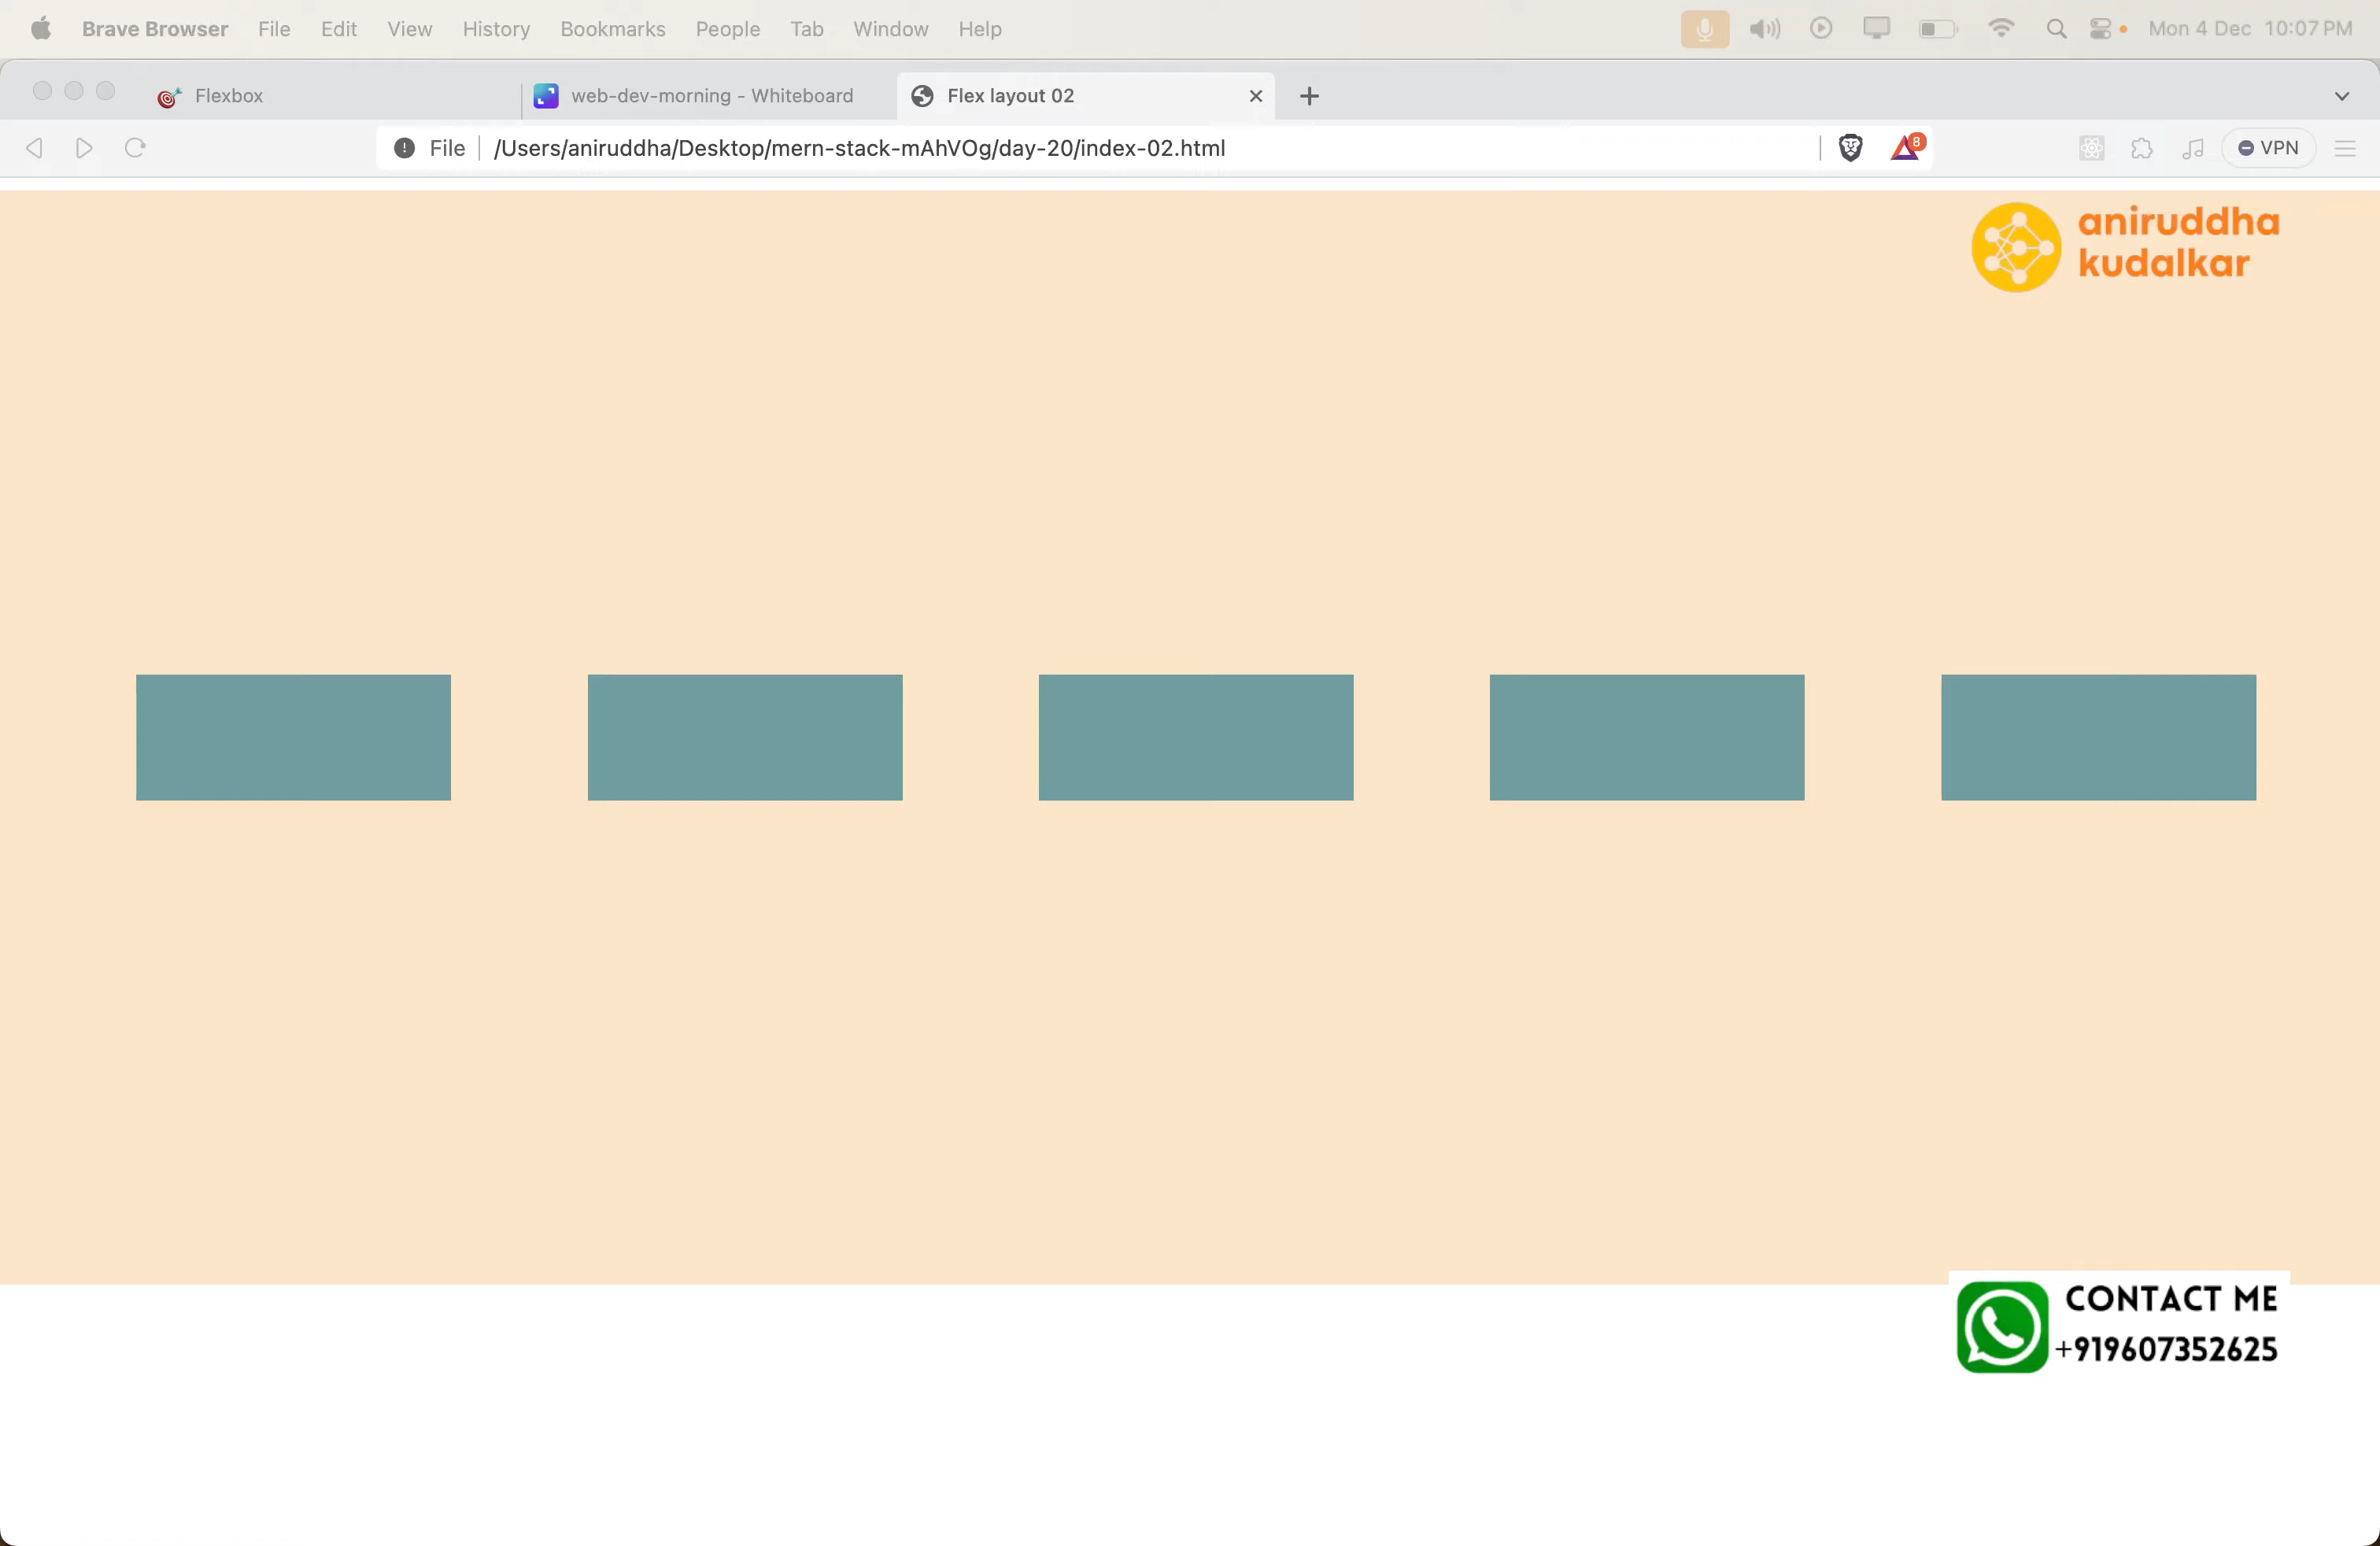 Brave Browser File Edit View History Bookmarks People Tab Window Help Mon 4 Dec 10:07 PM
Flexbox web-dev-morning - Whiteboard Flex layout 02
File /Users/aniruddha/Desktop/mern-stack-mAhVOg/day-20/index-02.html 8 VPN
aniruddha
kudalkar
CONTACT ME
+919607352625